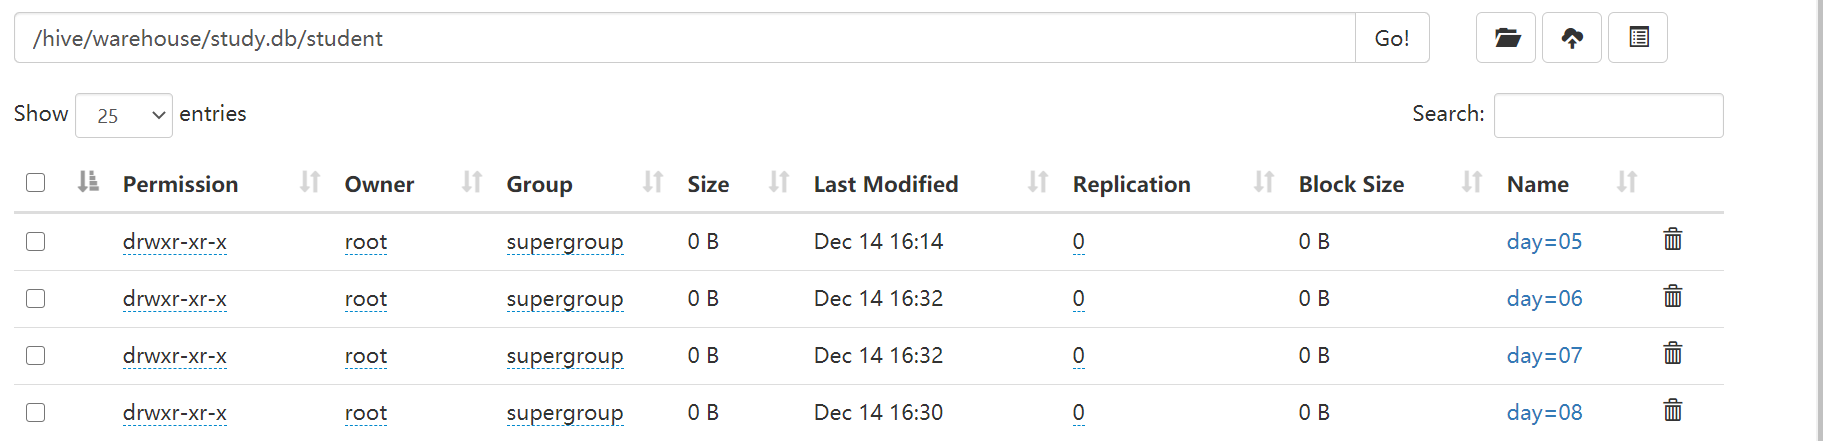 /hive/warehouse/study.db/student Go!
Show 25 entries Search:
Permission Owner Group Size Last Modified Replication Block Size Name
drwxr-xr-x root supergroup 0 B Dec 14 16:14 0 0 B day=05
drwxr-xr-x root supergroup 0 B Dec 14 16:32 0 0 B day=06
drwxr-xr-x root supergroup 0 B Dec 14 16:32 0 0 B day=07
drwxr-xr-x root supergroup 0 B Dec 14 16:30 0 0 B day=08